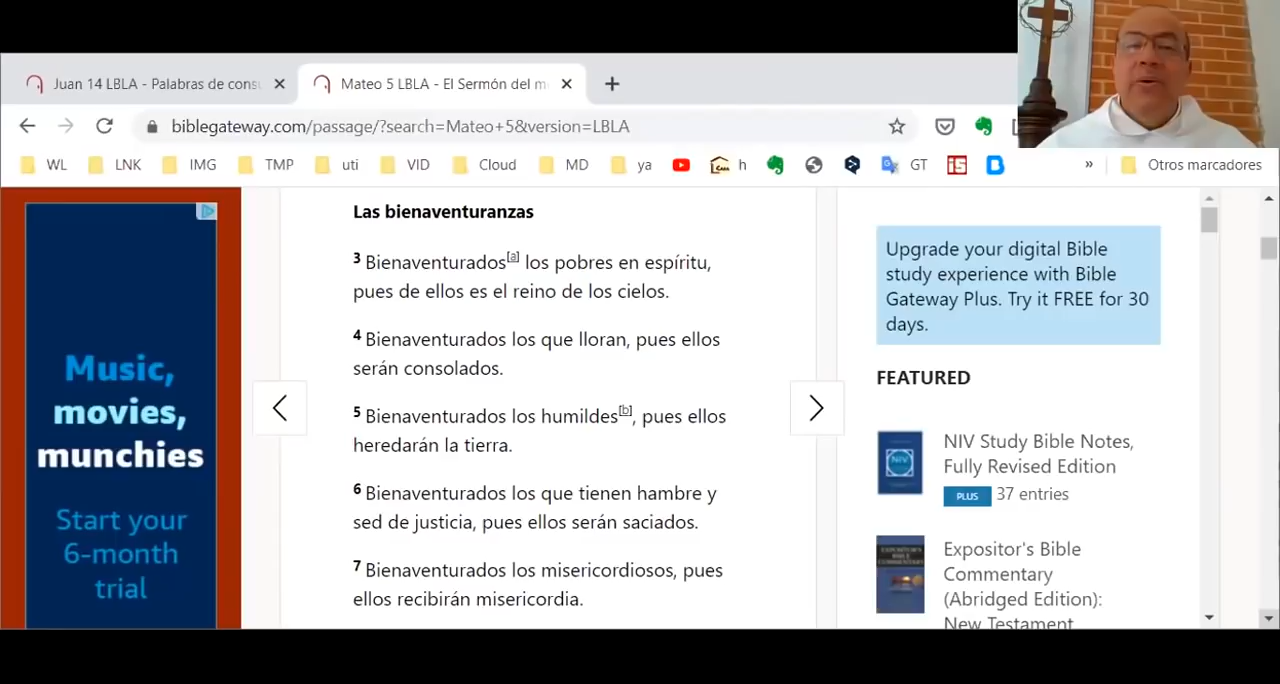 Juan 14 LBLA - Palabras de cons
Mateo 5 LBLA - El Sermón del m
biblegateway.com/passage/?search=Mateo+5&version=LBLA
WL LNK IMG TMP uti VID Cloud MD ya h GT » Otros marcadores
Music,
movies,
munchies
Start your
6-month
trial
Las bienaventuranzas
3 Bienaventurados[a] los pobres en espíritu,
pues de ellos es el reino de los cielos.
4 Bienaventurados los que lloran, pues ellos
serán consolados.
5 Bienaventurados los humildes[b], pues ellos
heredarán la tierra.
6 Bienaventurados los que tienen hambre y
sed de justicia, pues ellos serán saciados.
7 Bienaventurados los misericordiosos, pues
ellos recibirán misericordia.
Upgrade your digital Bible
study experience with Bible
Gateway Plus. Try it FREE for 30
days.
FEATURED
NIV
NIV Study Bible Notes,
Fully Revised Edition
PLUS 37 entries
Expositor's Bible
Commentary
(Abridged Edition):
New Testament